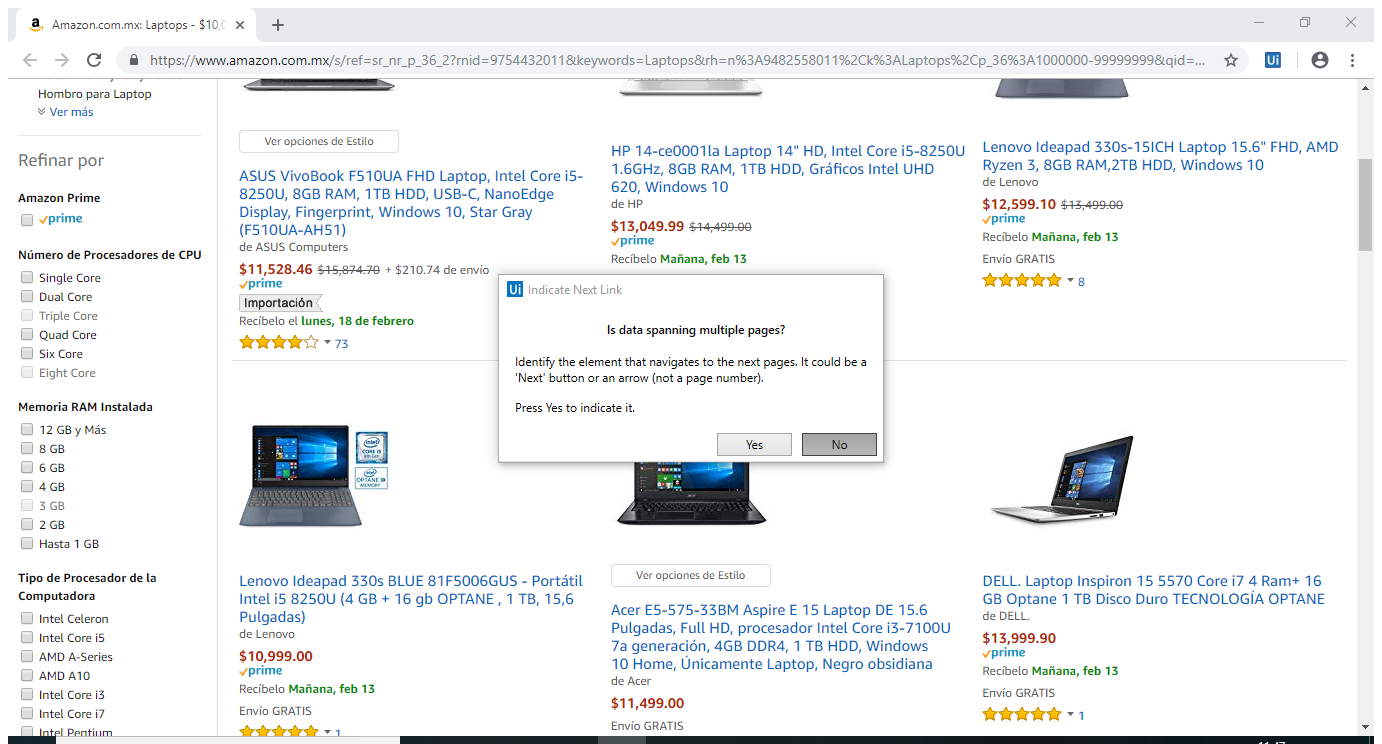 Amazon.com.mx: Laptops - $10,0
https://www.amazon.com.mx/s/ref=sr_nr_p_36_2?rnid=9754432011&keywords=Laptops&rh=n%3A9482558011%2Ck%3ALaptops%2Cp_36%3A1000000-99999999&qid=...
Ui
Hombro para Laptop
Ver más
Refinar por
Amazon Prime
prime
Número de Procesadores de CPU
Single Core
Dual Core
Triple Core
Quad Core
Six Core
Eight Core
Memoria RAM Instalada
12 GB y Más
8 GB
6 GB
4 GB
3 GB
2 GB
Hasta 1 GB
Tipo de Procesador de la
Computadora
Intel Celeron
Intel Core i5
AMD A-Series
AMD A10
Intel Core i3
Intel Core i7
Intel Pentium
Ver opciones de Estilo
ASUS VivoBook F510UA FHD Laptop, Intel Core i5-
8250U, 8GB RAM, 1TB HDD, USB-C, NanoEdge
Display, Fingerprint, Windows 10, Star Gray
(F510UA-AH51)
de ASUS Computers
$11,528.46 $15,874.70 + $210.74 de envío
prime
Importación
Recíbelo el lunes, 18 de febrero
73
HP 14-ce0001la Laptop 14" HD, Intel Core i5-8250U
1.6GHz, 8GB RAM, 1TB HDD, Gráficos Intel UHD
620, Windows 10
de HP
$13,049.99 $14,499.00
prime
Recíbelo Mañana, feb 13
Lenovo Ideapad 330s-15ICH Laptop 15.6" FHD, AMD
Ryzen 3, 8GB RAM,2TB HDD, Windows 10
de Lenovo
$12,599.10 $13,499.00
prime
Recíbelo Mañana, feb 13
Envío GRATIS
8
Ui Indicate Next Link
Is data spanning multiple pages?
Identify the element that navigates to the next pages. It could be a
'Next' button or an arrow (not a page number).
Press Yes to indicate it.
Yes No
intel
CORE i5
OPTANE
MEMORY
Lenovo Ideapad 330s BLUE 81F5006GUS - Portátil
Intel i5 8250U (4 GB + 16 gb OPTANE , 1 TB, 15,6
Pulgadas)
de Lenovo
$10,999.00
prime
Recíbelo Mañana, feb 13
Envío GRATIS
1
Ver opciones de Estilo
Acer E5-575-33BM Aspire E 15 Laptop DE 15.6
Pulgadas, Full HD, procesador Intel Core i3-7100U
7a generación, 4GB DDR4, 1 TB HDD, Windows
10 Home, Únicamente Laptop, Negro obsidiana
de Acer
$11,499.00
Envío GRATIS
DELL. Laptop Inspiron 15 5570 Core i7 4 Ram+ 16
GB Optane 1 TB Disco Duro TECNOLOGÍA OPTANE
de DELL.
$13,999.90
prime
Recíbelo Mañana, feb 13
Envío GRATIS
1